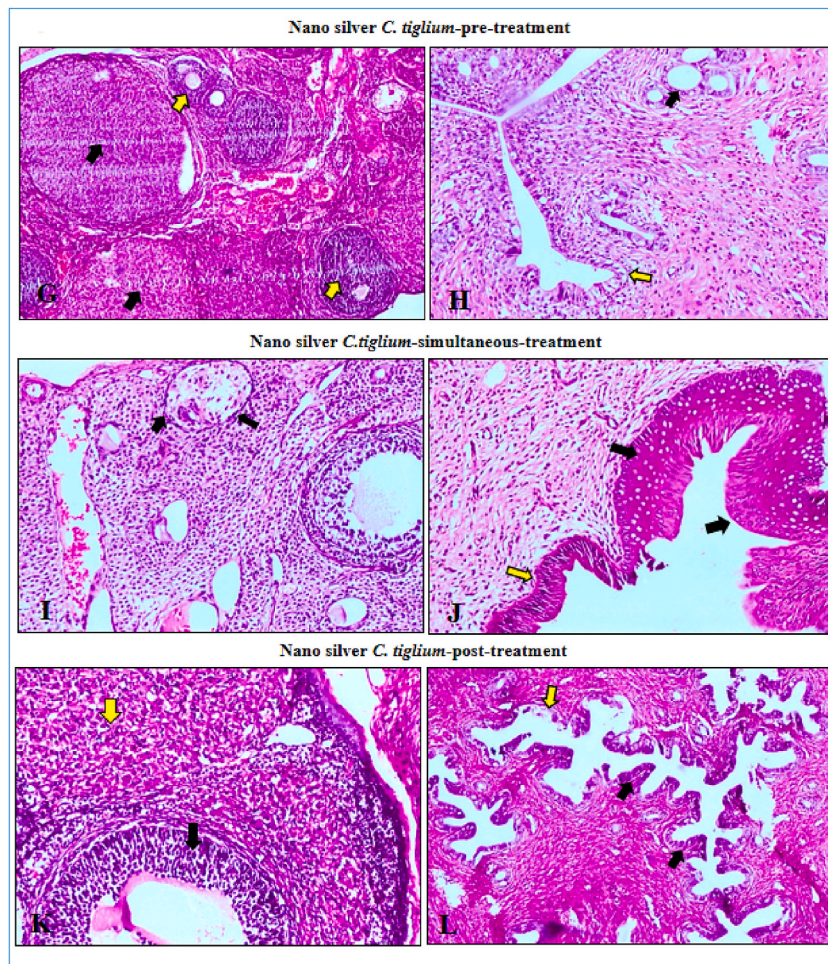 Nano silver C. tiglium-pre-treatment
G
H
Nano silver C.tiglium-simultaneous-treatment
I
J
Nano silver C. tiglium-post-treatment
K
L